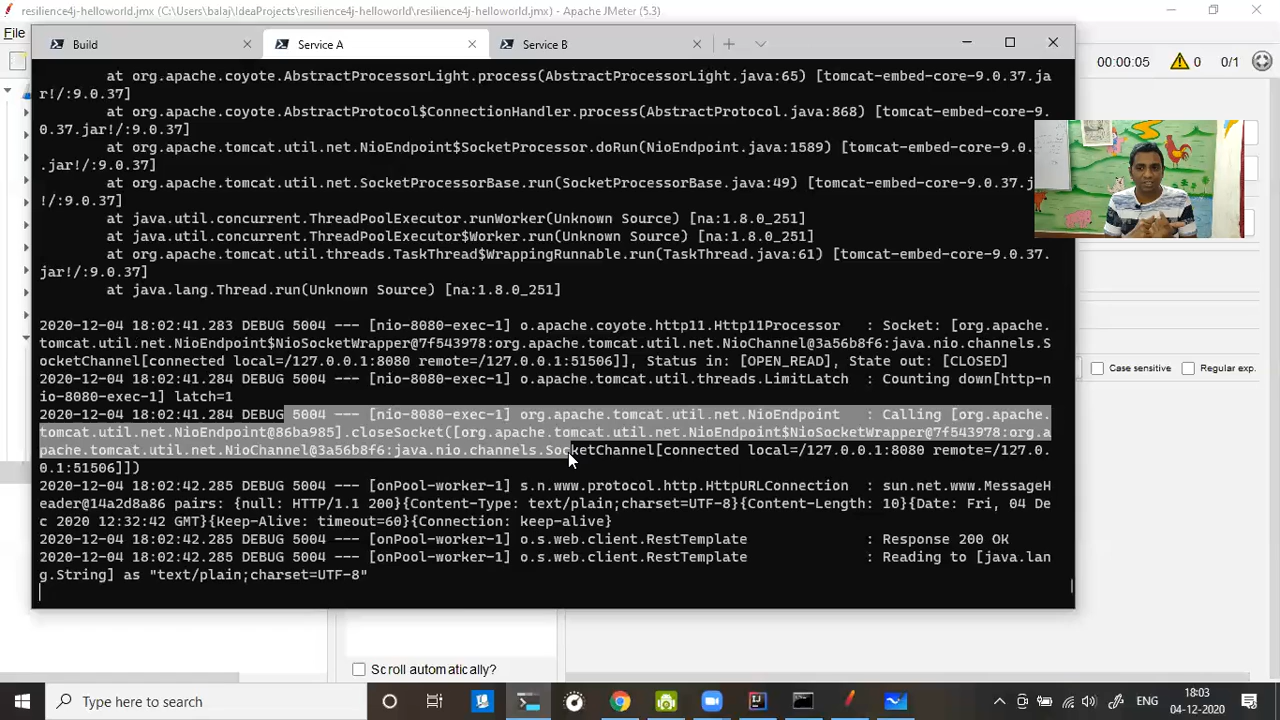 resilience4j-helloworld.jmx (C:\Users\balaj\IdeaProjects\resilience4j-helloworld\resilience4j-helloworld.jmx) - Apache JMeter (5.3)
File
Build
Service A
Service B
00:00:05
0
0/1
at org.apache.coyote.AbstractProcessorLight.process(AbstractProcessorLight.java:65) [tomcat-embed-core-9.0.37.ja
r!/:9.0.37]
at org.apache.coyote.AbstractProtocol$ConnectionHandler.process(AbstractProtocol.java:868) [tomcat-embed-core-9.
0.37.jar!/:9.0.37]
at org.apache.tomcat.util.net.NioEndpoint$SocketProcessor.doRun(NioEndpoint.java:1589) [tomcat-embed-core-9.0.
.jar!/:9.0.37]
at org.apache.tomcat.util.net.SocketProcessorBase.run(SocketProcessorBase.java:49) [tomcat-embed-core-9.0.37.j
!/:9.0.37]
at java.util.concurrent.ThreadPoolExecutor.runWorker(Unknown Source) [na:1.8.0_251]
at java.util.concurrent.ThreadPoolExecutor$Worker.run(Unknown Source) [na:1.8.0_251]
at org.apache.tomcat.util.threads.TaskThread$WrappingRunnable.run(TaskThread.java:61) [tomcat-embed-core-9.0.37.
jar!/:9.0.37]
at java.lang.Thread.run(Unknown Source) [na:1.8.0_251]
2020-12-04 18:02:41.283 DEBUG 5004 --- [nio-8080-exec-1] o.apache.coyote.http11.Http11Processor : Socket: [org.apache.
tomcat.util.net.NioEndpoint$NioSocketWrapper@7f543978:org.apache.tomcat.util.net.NioChannel@3a56b8f6:java.nio.channels.S
ocketChannel[connected local=/127.0.0.1:8080 remote=/127.0.0.1:51506]], Status in: [OPEN_READ], State out: [CLOSED]
2020-12-04 18:02:41.284 DEBUG 5004 --- [nio-8080-exec-1] o.apache.tomcat.util.threads.LimitLatch : Counting down[http-n
io-8080-exec-1] latch=1
2020-12-04 18:02:41.284 DEBUG 5004 --- [nio-8080-exec-1] org.apache.tomcat.util.net.NioEndpoint : Calling [org.apache.
tomcat.util.net.NioEndpoint@86ba985].closeSocket([org.apache.tomcat.util.net.NioEndpoint$NioSocketWrapper@7f543978:org.a
pache.tomcat.util.net.NioChannel@3a56b8f6:java.nio.channels.SocketChannel[connected local=/127.0.0.1:8080 remote=/127.0.
0.1:51506]])
2020-12-04 18:02:42.285 DEBUG 5004 --- [onPool-worker-1] s.n.www.protocol.http.HttpURLConnection : sun.net.www.MessageH
eader@14a2d8a86 pairs: {null: HTTP/1.1 200}{Content-Type: text/plain;charset=UTF-8}{Content-Length: 10}{Date: Fri, 04 De
c 2020 12:32:42 GMT}{Keep-Alive: timeout=60}{Connection: keep-alive}
2020-12-04 18:02:42.285 DEBUG 5004 --- [onPool-worker-1] o.s.web.client.RestTemplate : Response 200 OK
2020-12-04 18:02:42.285 DEBUG 5004 --- [onPool-worker-1] o.s.web.client.RestTemplate : Reading to [java.lan
g.String] as "text/plain;charset=UTF-8"
Case sensitive
Regular exp.
Scroll automatically?
Type here to search
ENG
18:03
04-12-2020